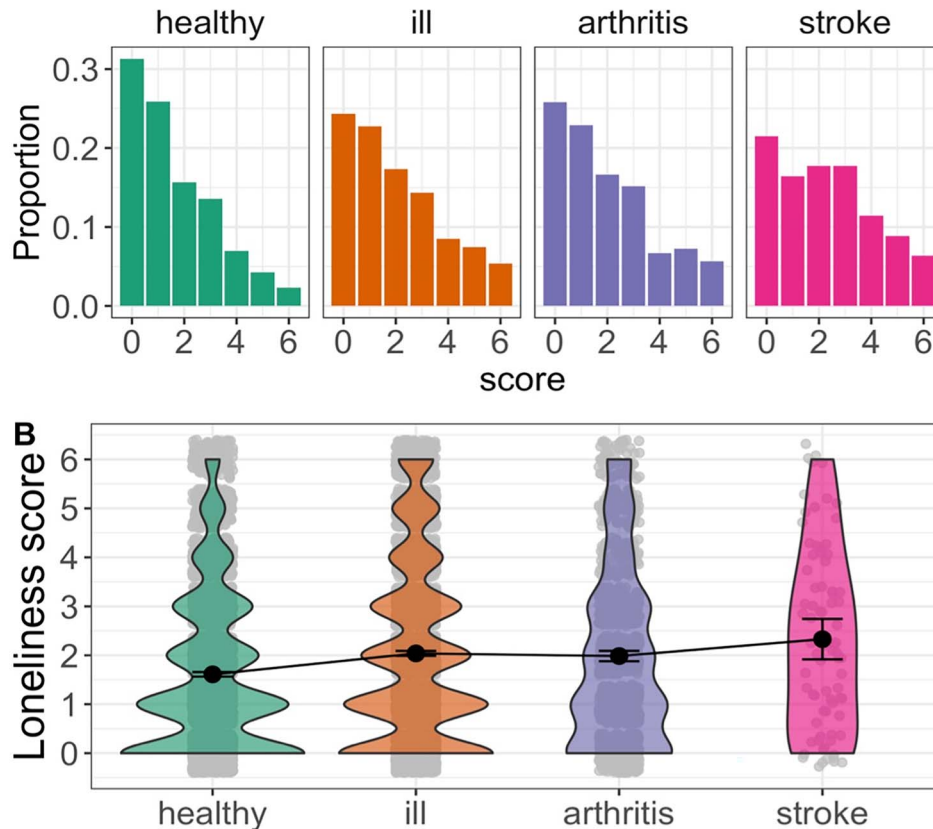 healthy ill arthritis stroke
0.3
0.2
0.1
0.0
Proportion
0 2 4 6 0 2 4 6 0 2 4 6 0 2 4 6
score
B
6
5
4
3
2
1
0
Loneliness score
healthy ill arthritis stroke